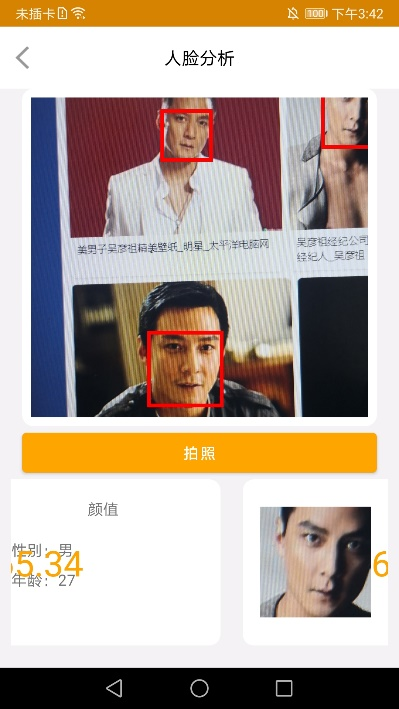 未插卡 100 下午3:42
人脸分析
美男子吴彦祖精美壁纸_明星_太平洋电脑网
吴彦祖经纪公司
经纪人_吴彦祖
拍照
颜值
性别：男
5.34
年龄：27
6